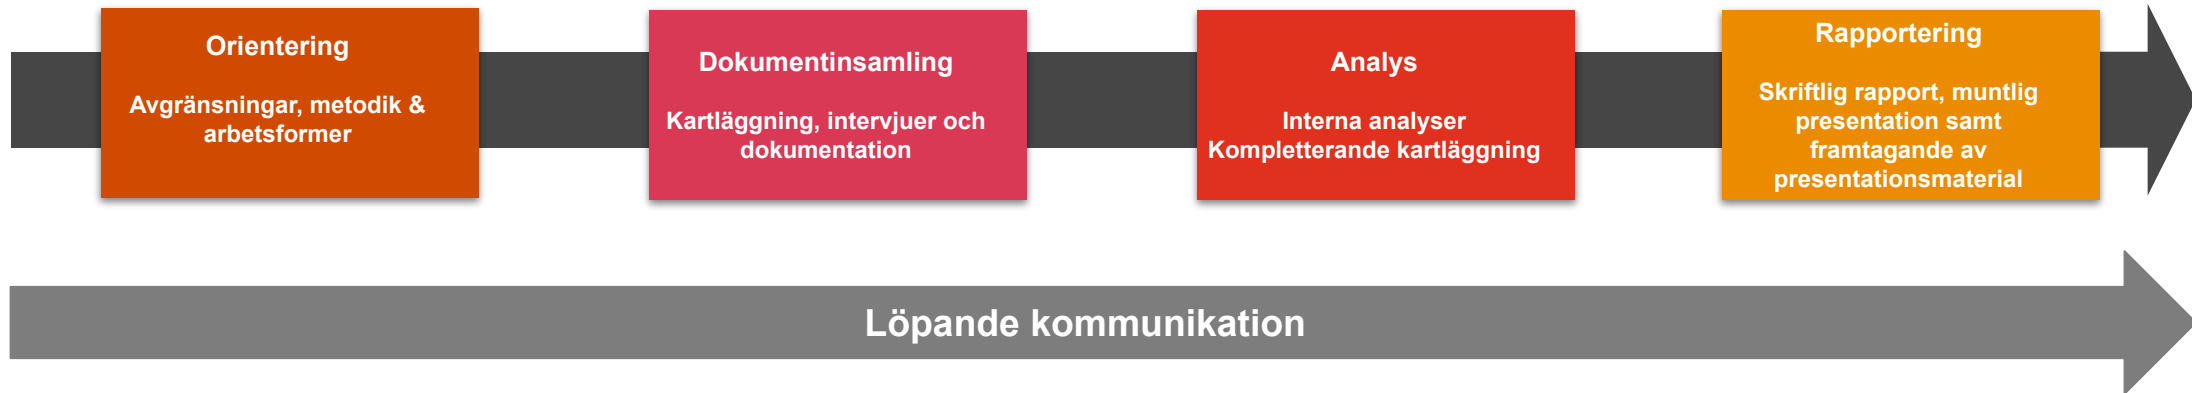 Orientering
Avgränsningar, metodik &
arbetsformer
Dokumentinsamling
Kartläggning, intervjuer och
dokumentation
Analys
Interna analyser
Kompletterande kartläggning
Rapportering
Skriftlig rapport, muntlig
presentation samt
framtagande av
presentationsmaterial
Löpande kommunikation